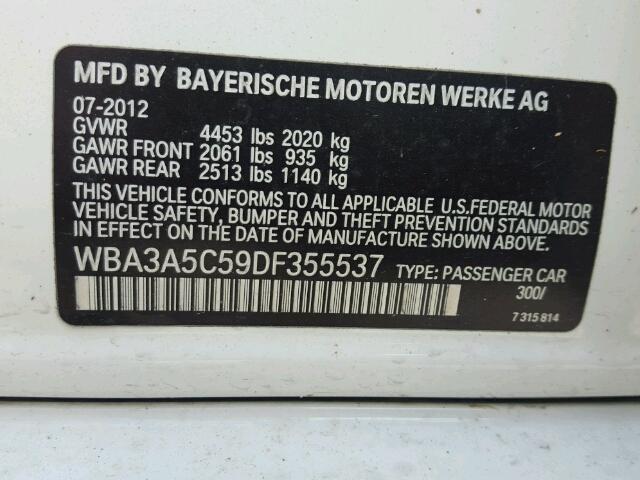 MFD BY BAYERISCHE MOTOREN WERKE AG
07-2012
GVWR 4453 lbs 2020 kg
GAWR FRONT 2061 lbs 935 kg
GAWR REAR 2513 lbs 1140 kg
THIS VEHICLE CONFORMS TO ALL APPLICABLE U.S.FEDERAL MOTOR
VEHICLE SAFETY, BUMPER AND THEFT PREVENTION STANDARDS
IN EFFECT ON THE DATE OF MANUFACTURE SHOWN ABOVE.
WBA3A5C59DF355537 TYPE: PASSENGER CAR
300/
7 315 814